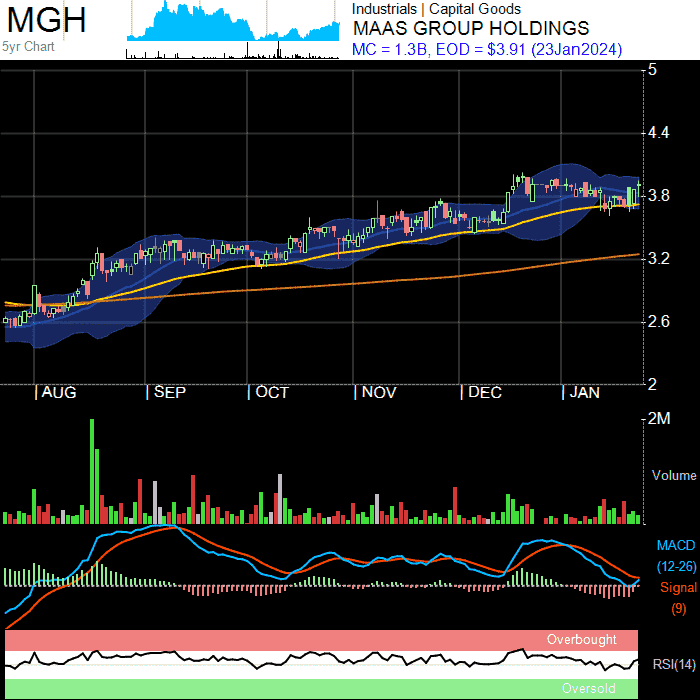 MGH
5yr Chart
Industrials | Capital Goods
MAAS GROUP HOLDINGS
MC = 1.3B, EOD = $3.91 (23Jan2024)
5
4.4
3.8
3.2
2.6
2
| AUG | SEP | OCT | NOV | DEC | JAN
2M
Volume
MACD
(12-26)
Signal
(9)
Overbought
RSI(14)
Oversold